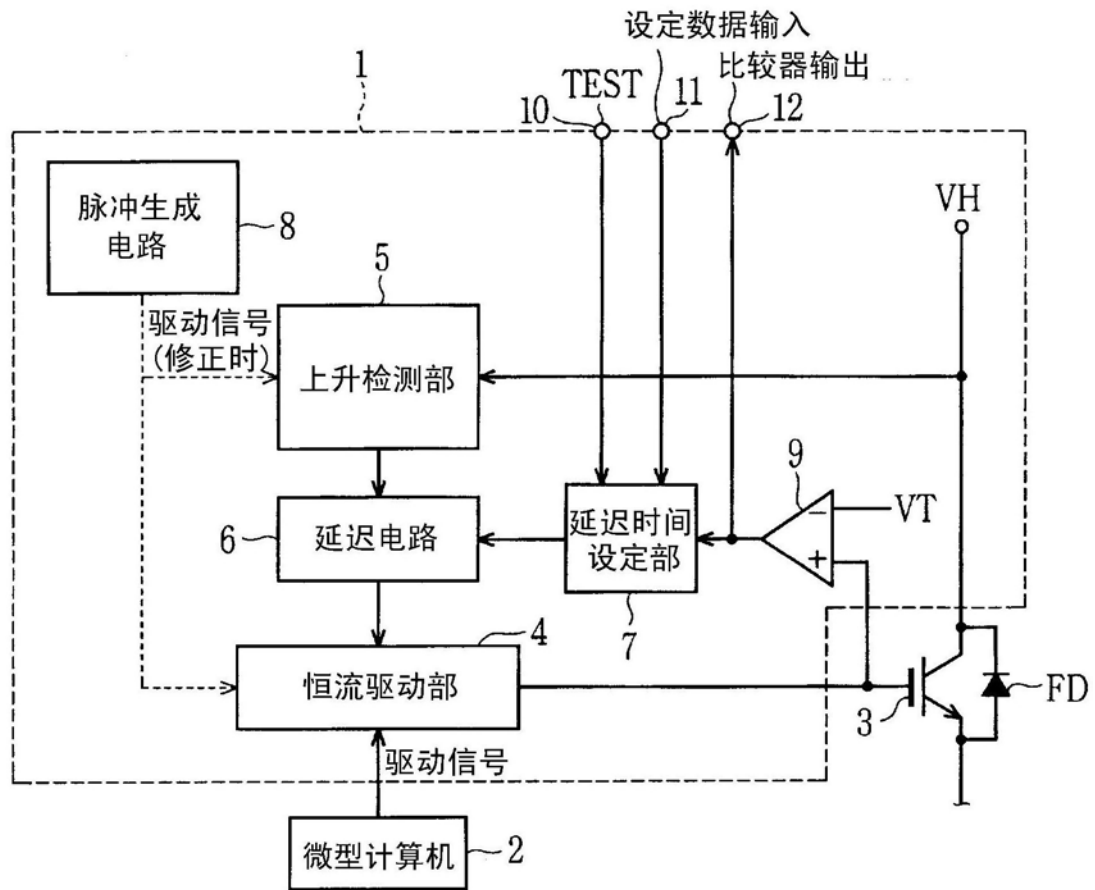 设定数据输入
1
TEST
11
比较器输出
10
12
脉冲生成
电路
8
VH
5
驱动信号
(修正时)
上升检测部
9
−
VT
+
6
延迟电路
延迟时间
设定部
7
4
恒流驱动部
3
FD
驱动信号
微型计算机
2